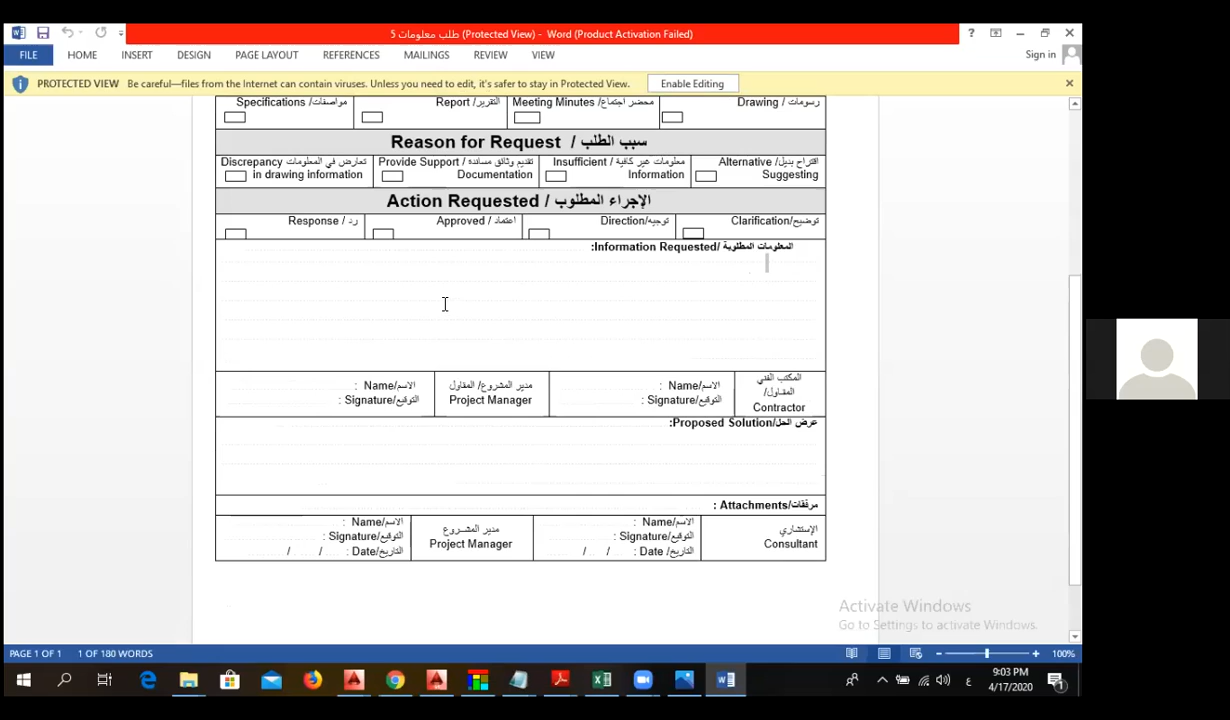 طلب معلومات 5 (Protected View) - Word (Product Activation Failed)
FILE HOME INSERT DESIGN PAGE LAYOUT REFERENCES MAILINGS REVIEW VIEW Sign in
PROTECTED VIEW Be careful—files from the Internet can contain viruses. Unless you need to edit, it's safer to stay in Protected View. Enable Editing
Specifications /مواصفات Report /التقرير Meeting Minutes /محضر اجتماع Drawing /رسومات
Reason for Request / سبب الطلب
Discrepancy تعارض في المعلومات Provide Support / تقديم وثائق مساندة Insufficient / معلومات غير كافية Alternative /اقتراح بديل
in drawing information Documentation Information Suggesting
Action Requested / الإجراء المطلوب
Response / رد Approved / اعتماد Direction/توجيه Clarification/توضيح
المعلومات المطلوبة /Information Requested:
الاسم/Name : مدير المشروع/ المقاول الاسم/Name : المكتب الفني
التوقيع/Signature : Project Manager التوقيع/Signature : المقاول/
Contractor
عرض الحل/Proposed Solution:
مرفقات/Attachments :
الاسم/Name : مدير المشروع الاسم/Name : الإستشاري
التوقيع/Signature : Project Manager التوقيع/Signature : Consultant
التاريخ/Date : / / التاريخ/ Date : / /
Activate Windows
Go to Settings to activate Windows.
PAGE 1 OF 1 1 OF 180 WORDS 100%
9:03 PM
ع
4/17/2020
1